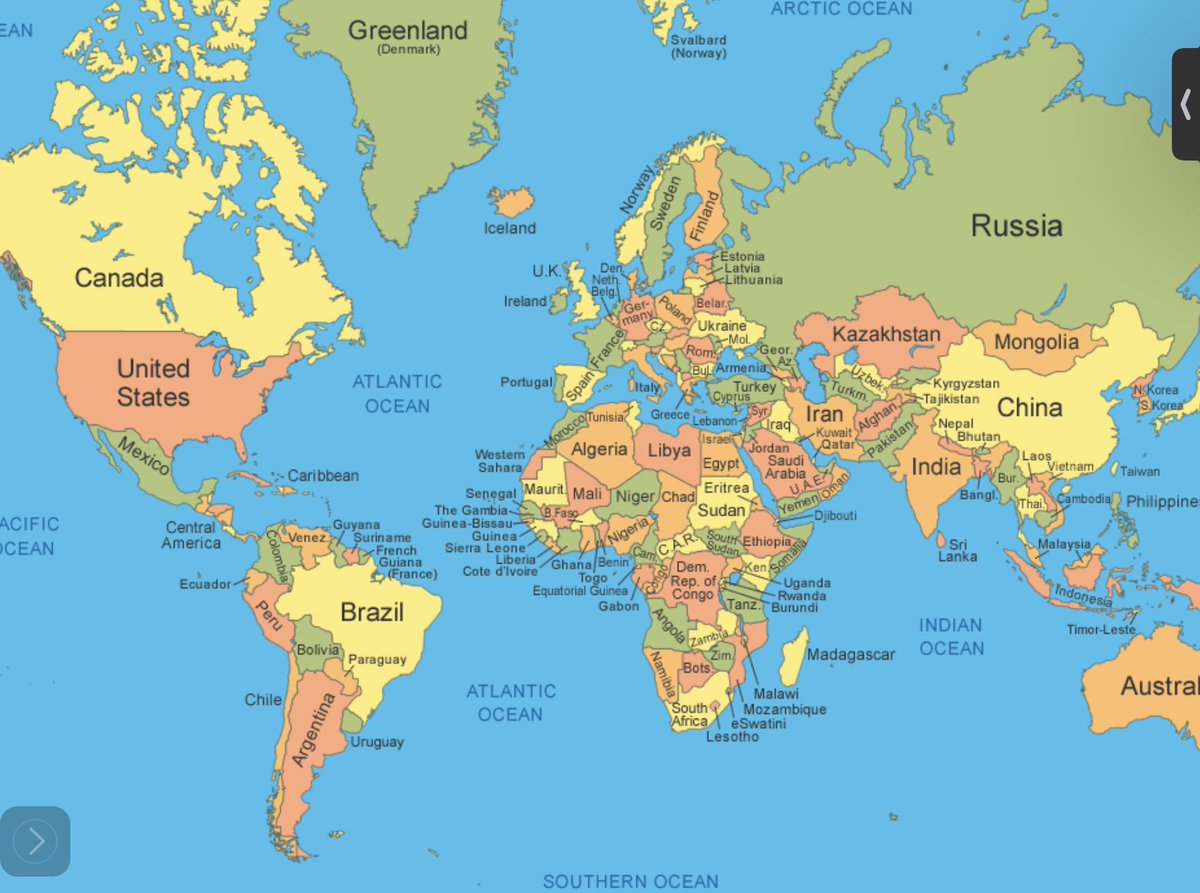 ARCTIC OCEAN
EAN
Greenland
(Denmark)
Svalbard
(Norway)
Norway
Sweden
Finland
Iceland
Russia
Canada
U.K.
Ireland
Den.
Neth.
Belg.
Estonia
Latvia
Lithuania
Ger-
many
Poland
Belar.
CZ.
Ukraine
Mol.
France
Rom.
Bul.
Kazakhstan
Mongolia
United
States
ATLANTIC
OCEAN
Portugal
Spain
Italy
Greece
Geor.
Az.
Armenia
Turkey
Cyprus
Lebanon
Syr.
Uzbek.
Turkm.
Kyrgyzstan
Tajikistan
China
N.Korea
S.Korea
Mexico
Morocco
Tunisia
Algeria
Libya
Israel
Egypt
Jordan
Iraq
Iran
Kuwait
Qatar
Afghan.
Pakistan
Nepal
Bhutan
India
Saudi
Arabia
U.A.E.
Oman
Yemen
Western
Sahara
Caribbean
Laos
Vietnam
Taiwan
Bur.
Bangl.
Thai.
Cambodia
Philippine
Maurit.
Mali
Niger
Chad
Eritrea
Sudan
Senegal
The Gambia
Guinea-Bissau
Guinea
Sierra Leone
Liberia
Cote d'Ivoire
B.Faso
Ghana
Togo
Benin
Nigeria
Cam.
C.A.R.
South
Sudan
Ethiopia
Djibouti
Somalia
Equatorial Guinea
Gabon
Congo
Dem.
Rep. of
Congo
Ken.
Uganda
Rwanda
Burundi
Tanz.
Sri
Lanka
Malaysia
Indonesia
Timor-Leste
ACIFIC
OCEAN
Central
America
Venez.
Guyana
Suriname
French
Guiana
(France)
Colombia
Ecuador
Peru
Brazil
Bolivia
Paraguay
Chile
Argentina
Uruguay
INDIAN
OCEAN
Angola
Zambia
Zim.
Namibia
Bots.
Malawi
Mozambique
eSwatini
Lesotho
South
Africa
Madagascar
Austral
ATLANTIC
OCEAN
SOUTHERN OCEAN